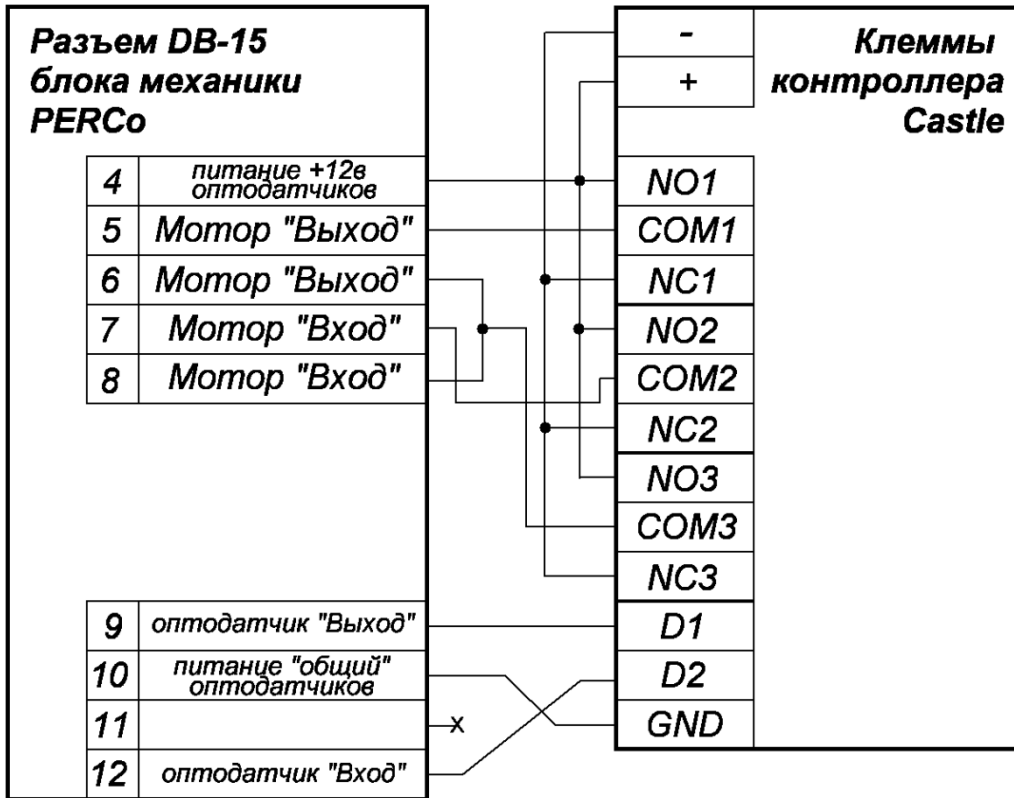 Разъем DB-15
блока механики
PERCo
4 питание +12в
оптодатчиков
5 Мотор "Выход"
6 Мотор "Выход"
7 Мотор "Вход"
8 Мотор "Вход"
9 оптодатчик "Выход"
10 питание "общий"
оптодатчиков
11
12 оптодатчик "Вход"
x
Клеммы
контроллера
Castle
-
+
NO1
COM1
NC1
NO2
COM2
NC2
NO3
COM3
NC3
D1
D2
GND